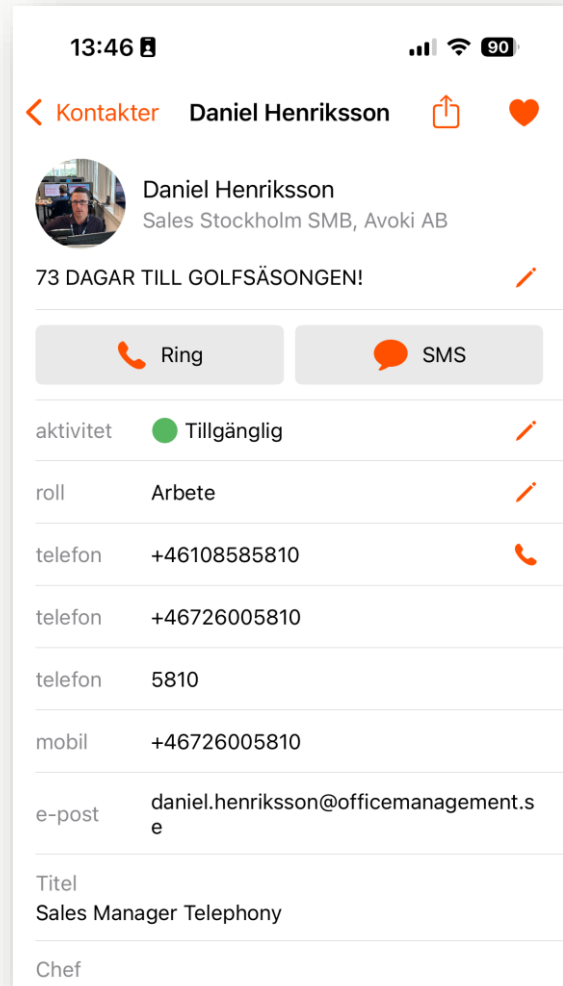 13:46
90
Kontakter
Daniel Henriksson
Daniel Henriksson
Sales Stockholm SMB, Avoki AB
73 DAGAR TILL GOLFSÄSONGEN!
Ring
SMS
aktivitet Tillgänglig
roll Arbete
telefon +46108585810
telefon +46726005810
telefon 5810
mobil +46726005810
e-post daniel.henriksson@officemanagement.s
e
Titel
Sales Manager Telephony
Chef